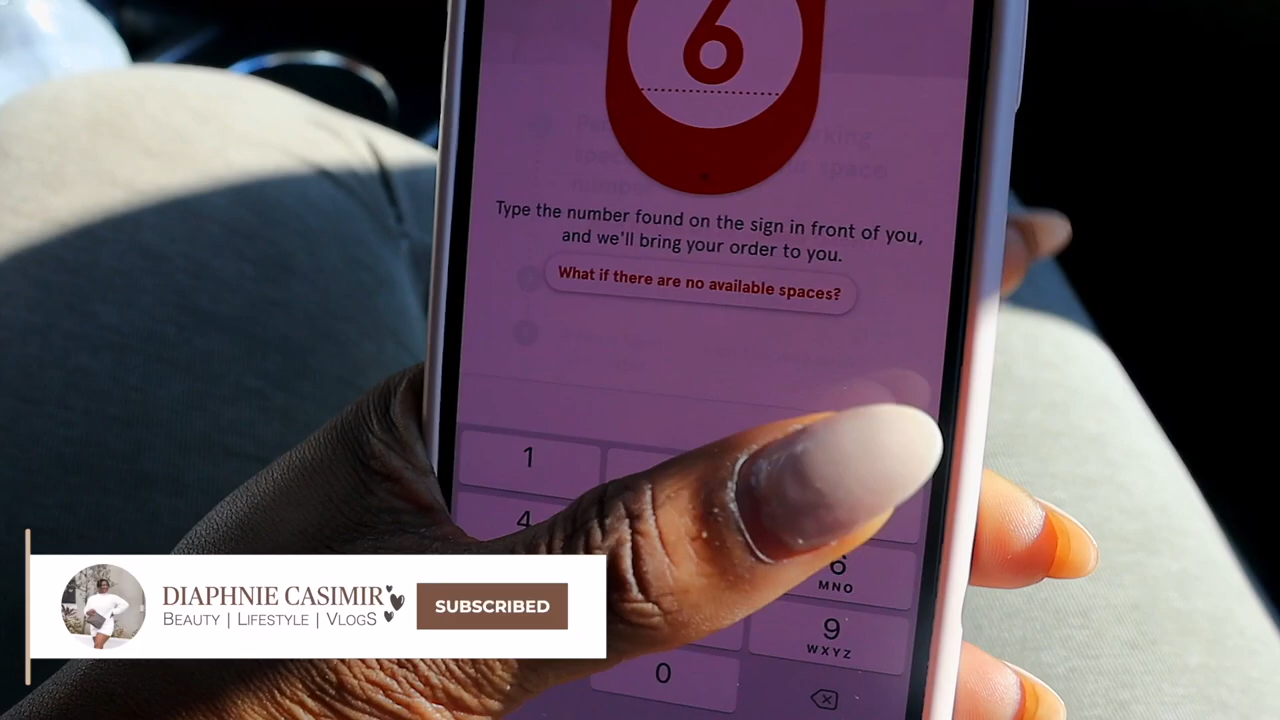 6
Type the number found on the sign in front of you,
and we'll bring your order to you.
What if there are no available spaces?
1
4
6
MNO
9
WXYZ
0
DIAPHNIE CASIMIR
BEAUTY | LIFESTYLE | VLOGS
SUBSCRIBED